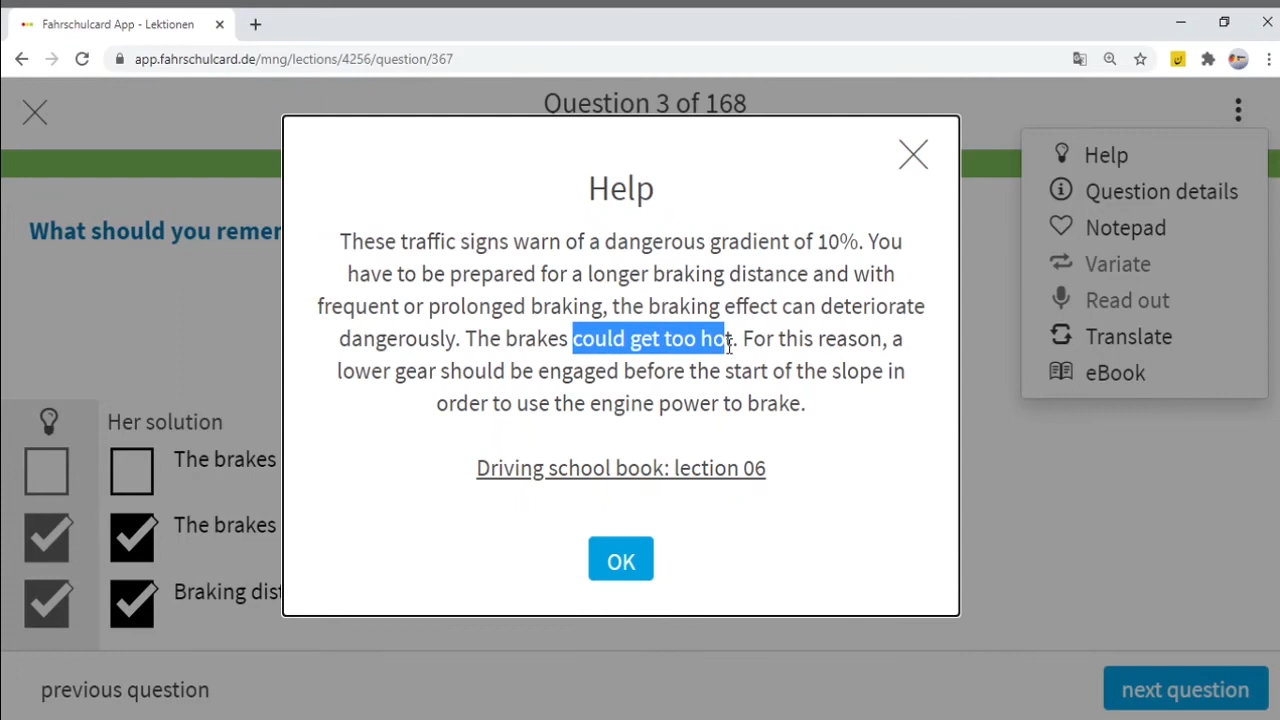 Fahrschulcard App - Lektionen
app.fahrschulcard.de/mng/lections/4256/question/367
Question 3 of 168
What should you remer
Help
These traffic signs warn of a dangerous gradient of 10%. You
have to be prepared for a longer braking distance and with
frequent or prolonged braking, the braking effect can deteriorate
dangerously. The brakes could get too hot. For this reason, a
lower gear should be engaged before the start of the slope in
order to use the engine power to brake.
Driving school book: lection 06
OK
Help
Question details
Notepad
Variate
Read out
Translate
eBook
Her solution
The brakes
The brakes
Braking dist
previous question
next question